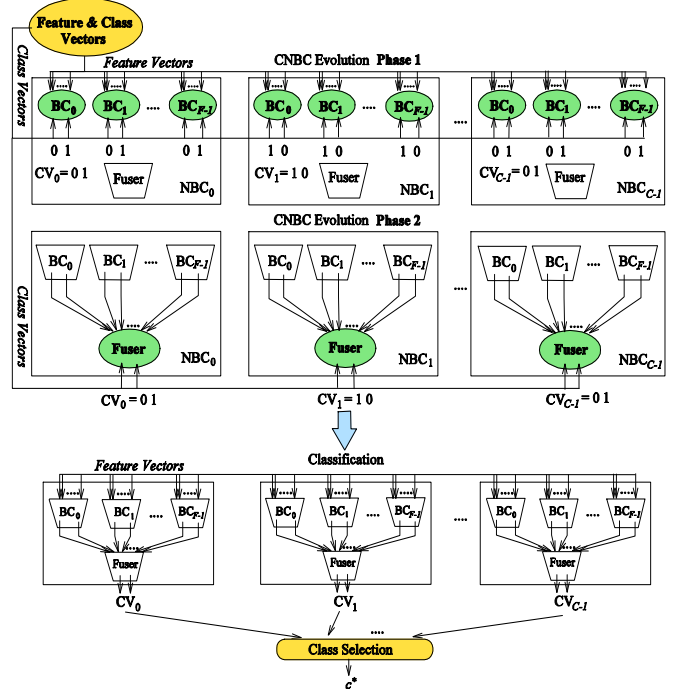 Feature & Class
Vectors
Class Vectors
Feature Vectors
CNBC Evolution Phase 1
.... .... .... .... .... .... .... .... ....
BC0 BC1 .... BCF-1 BC0 BC1 .... BCF-1 .... BC0 BC1 .... BCF-1
0 1 0 1 0 1 1 0 1 0 1 0 0 1 0 1 0 1
CV0= 0 1 Fuser NBC0 CV1= 1 0 Fuser NBC1 CVC-1= 0 1 Fuser NBCC-1
CNBC Evolution Phase 2
Class Vectors
BC0 BC1 .... BCF-1 BC0 BC1 .... BCF-1 .... BC0 BC1 .... BCF-1
.... .... ....
Fuser NBC0 Fuser NBC1 Fuser NBCC-1
CV0 = 0 1 CV1 = 1 0 CVC-1= 0 1
Classification
Feature Vectors
.... .... .... .... .... .... .... .... ....
BC0 BC1 .... BCF-1 BC0 BC1 .... BCF-1 .... BC0 BC1 .... BCF-1
.... .... ....
Fuser Fuser Fuser
CV0 CV1 CVC-1
....
Class Selection
c*